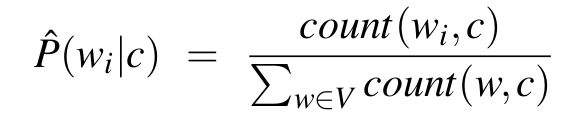 P̂(wᵢ|c) = count(wᵢ,c) / ∑_{w∈V} count(w,c)